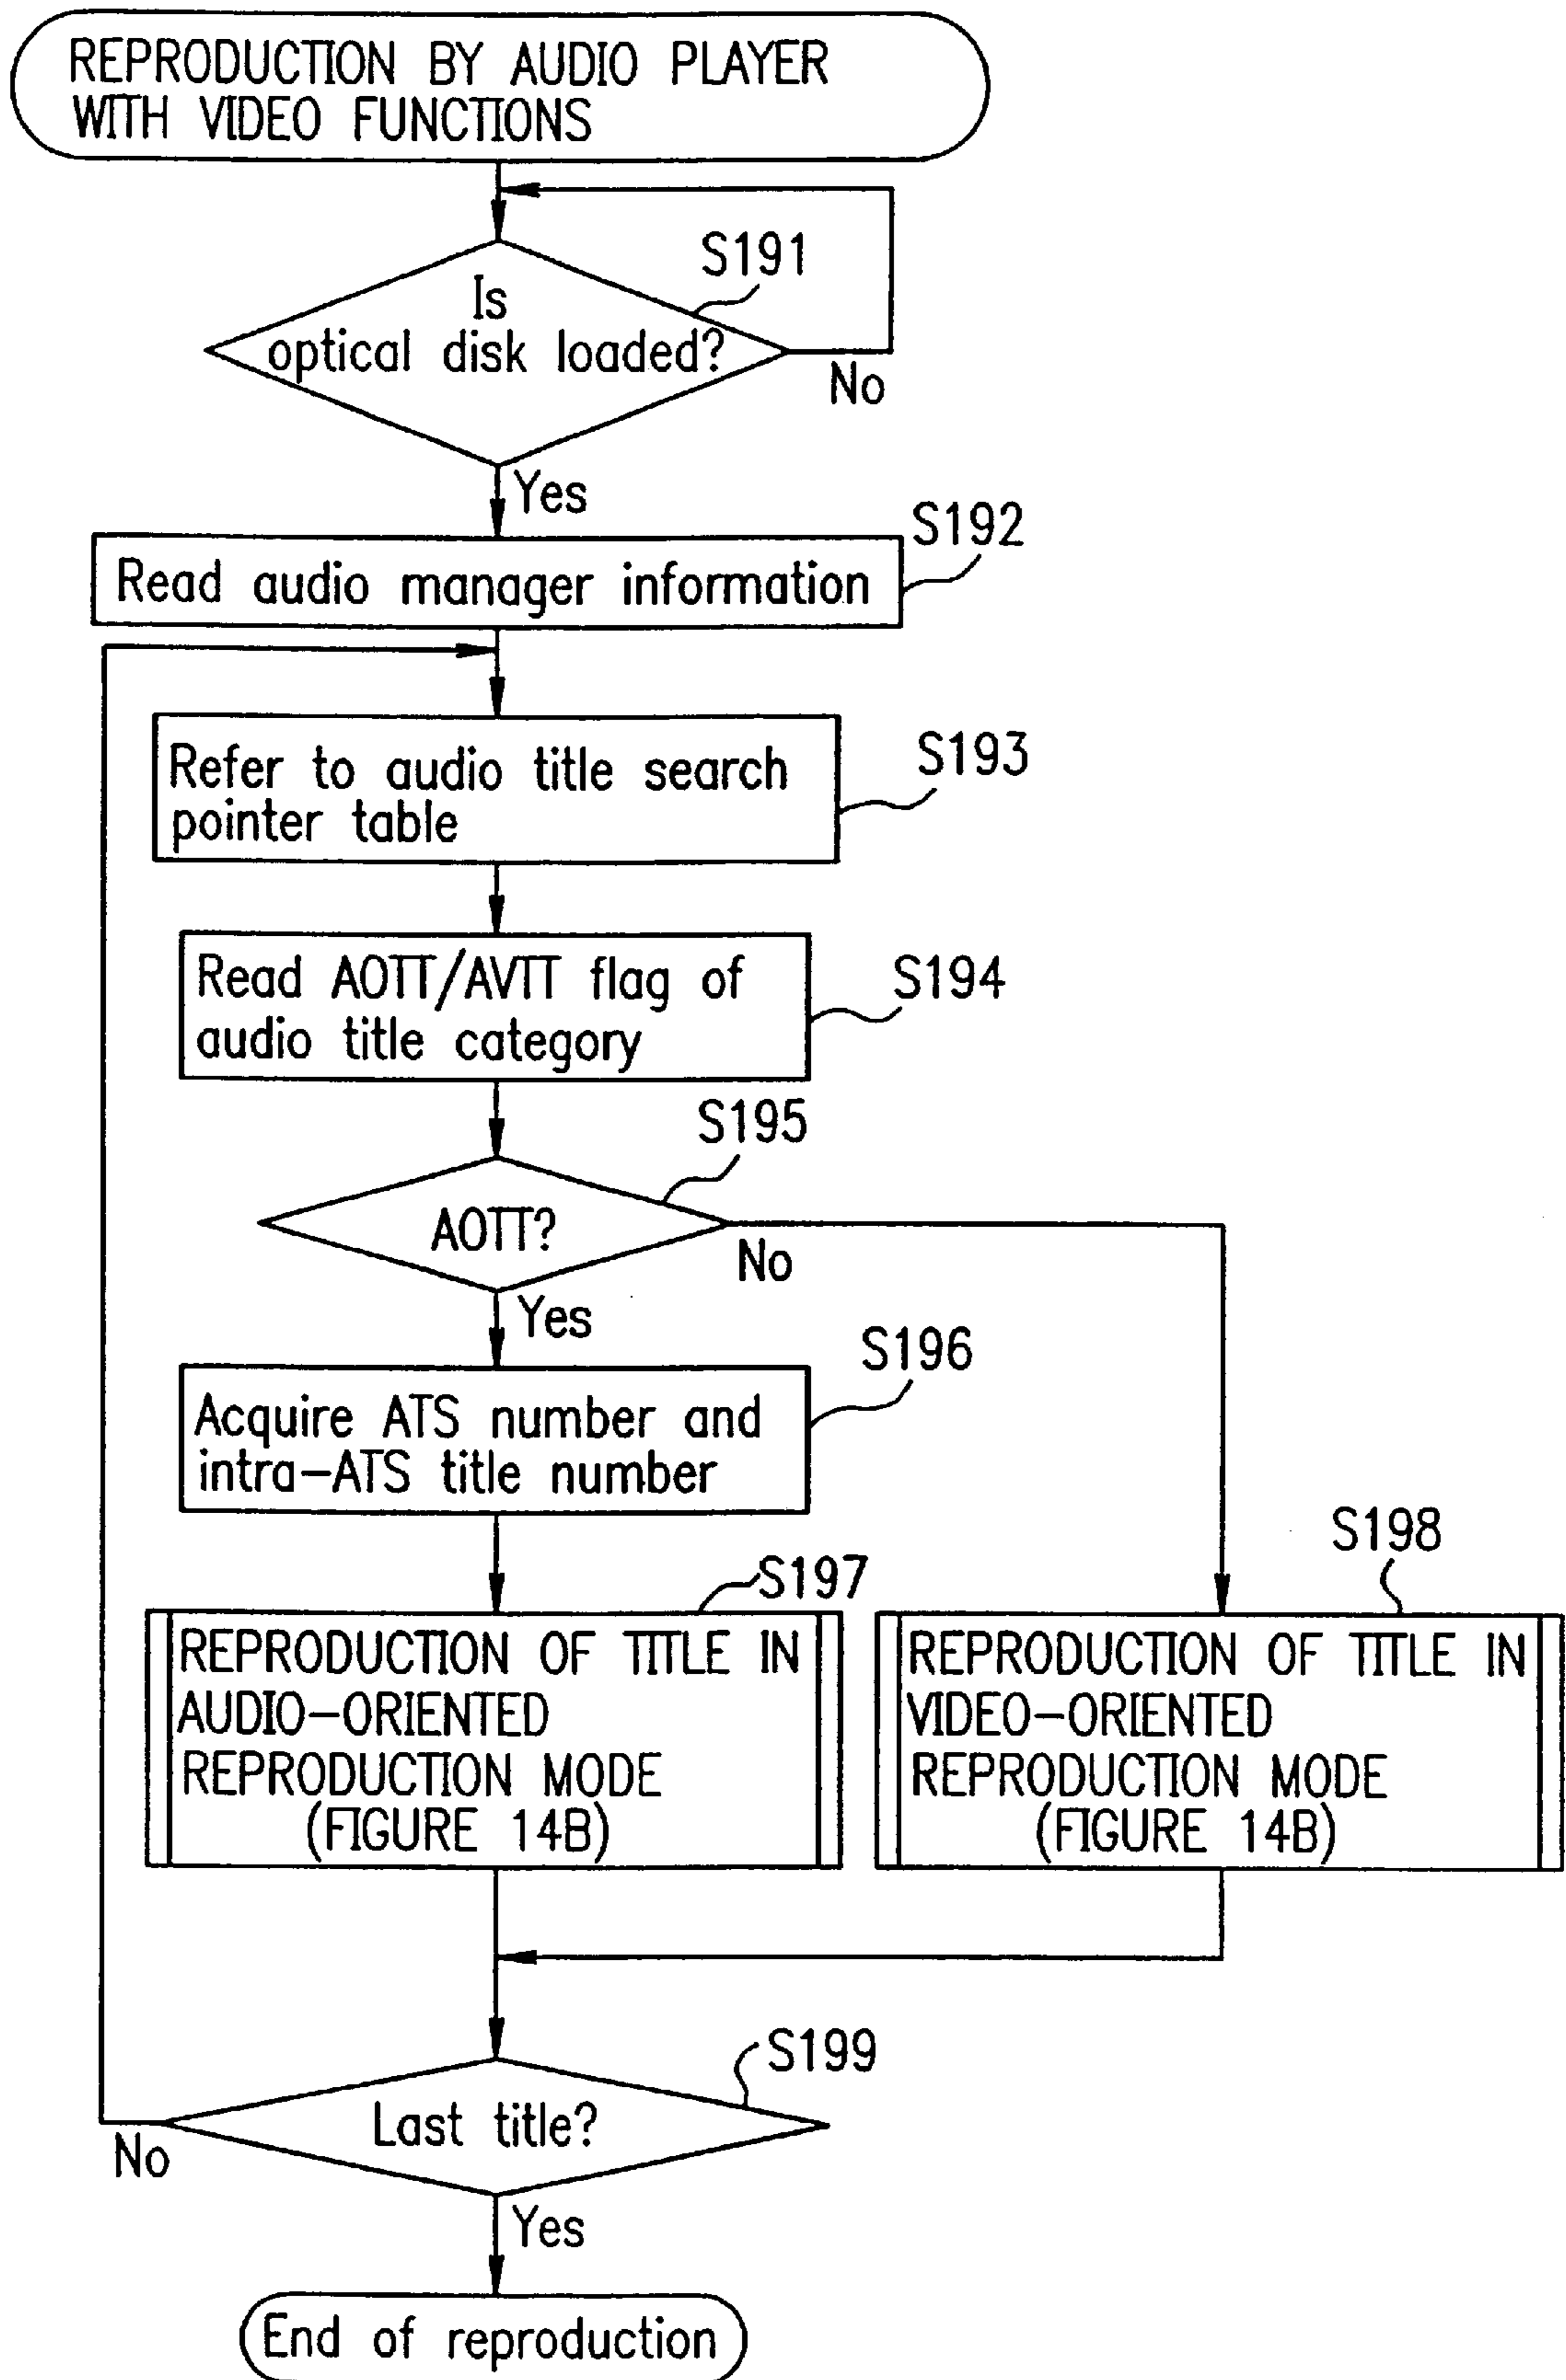 REPRODUCTION BY AUDIO PLAYER
WITH VIDEO FUNCTIONS
S191
Is
optical disk loaded?
No
Yes
S192
Read audio manager information
S193
Refer to audio title search
pointer table
S194
Read AOTT/AVTT flag of
audio title category
S195
AOTT?
No
Yes
S196
Acquire ATS number and
intra-ATS title number
S197
REPRODUCTION OF TITLE IN
AUDIO-ORIENTED
REPRODUCTION MODE
(FIGURE 14B)
S198
REPRODUCTION OF TITLE IN
VIDEO-ORIENTED
REPRODUCTION MODE
(FIGURE 14B)
S199
Last title?
No
Yes
End of reproduction